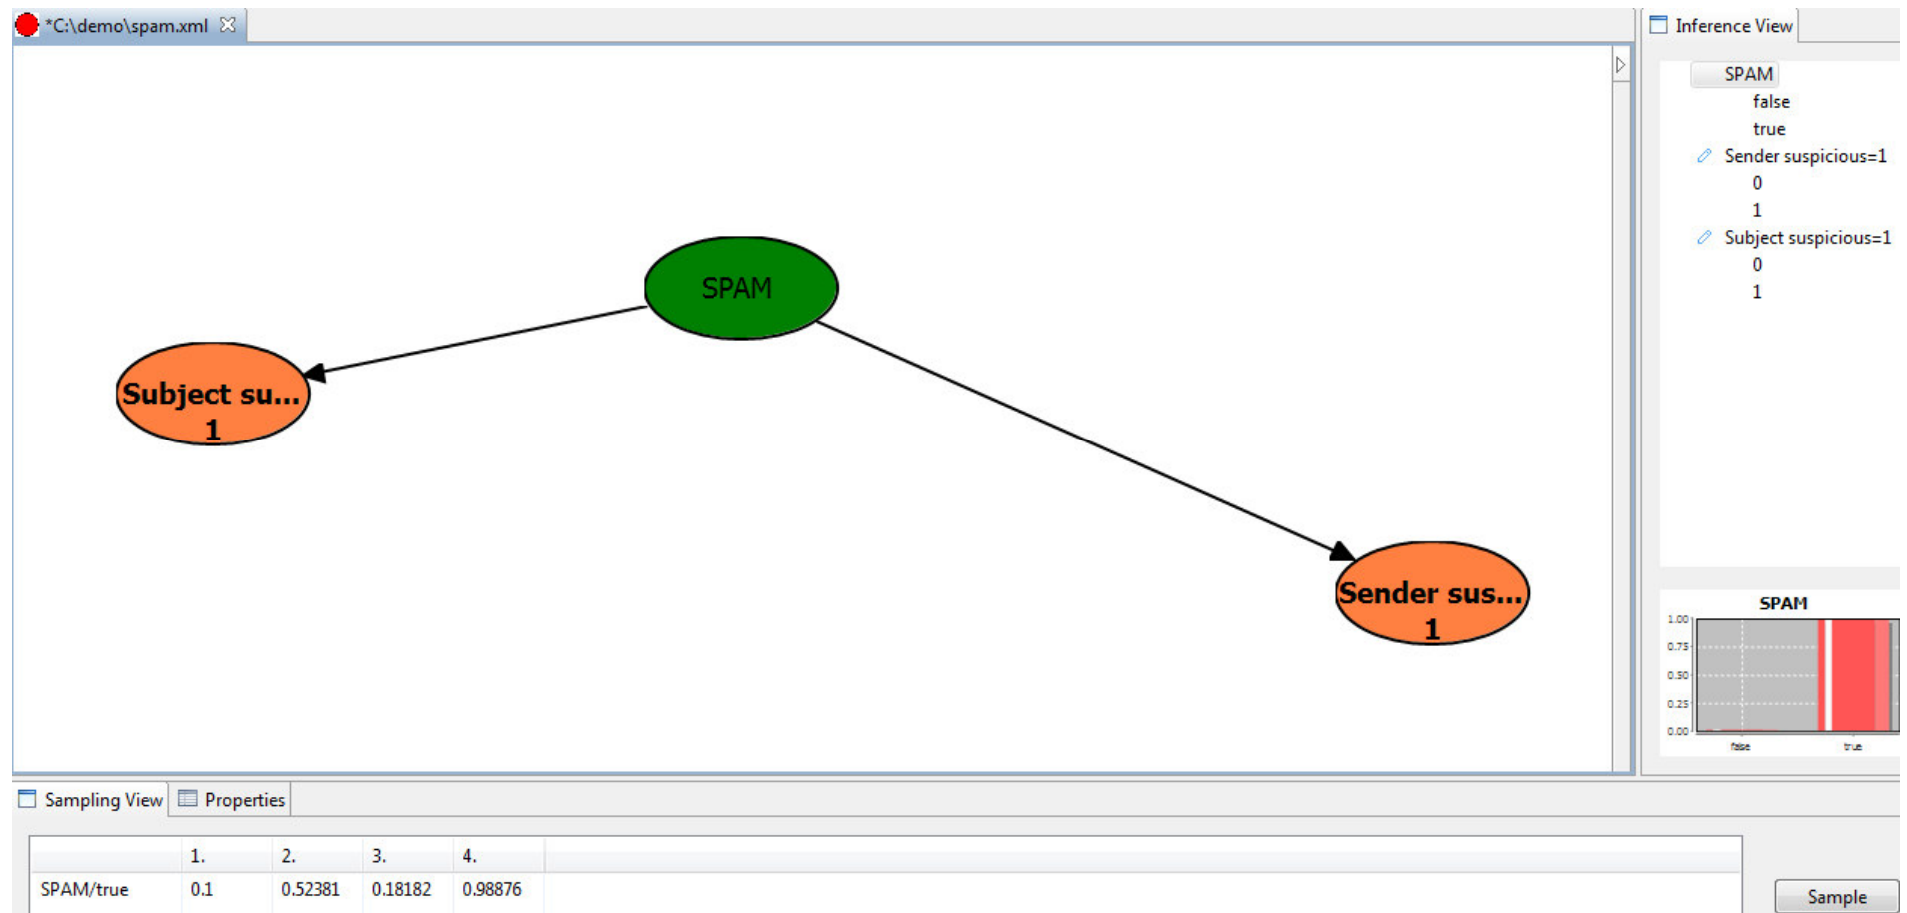 *C:\demo\spam.xml
Inference View
SPAM
false
true
Sender suspicious=1
0
1
Subject suspicious=1
0
1
SPAM
Subject su...
1
Sender sus...
1
SPAM
1.00
0.75
0.50
0.25
0.00
false
true
Sampling View
Properties
1. 2. 3. 4.
SPAM/true 0.1 0.52381 0.18182 0.98876
Sample